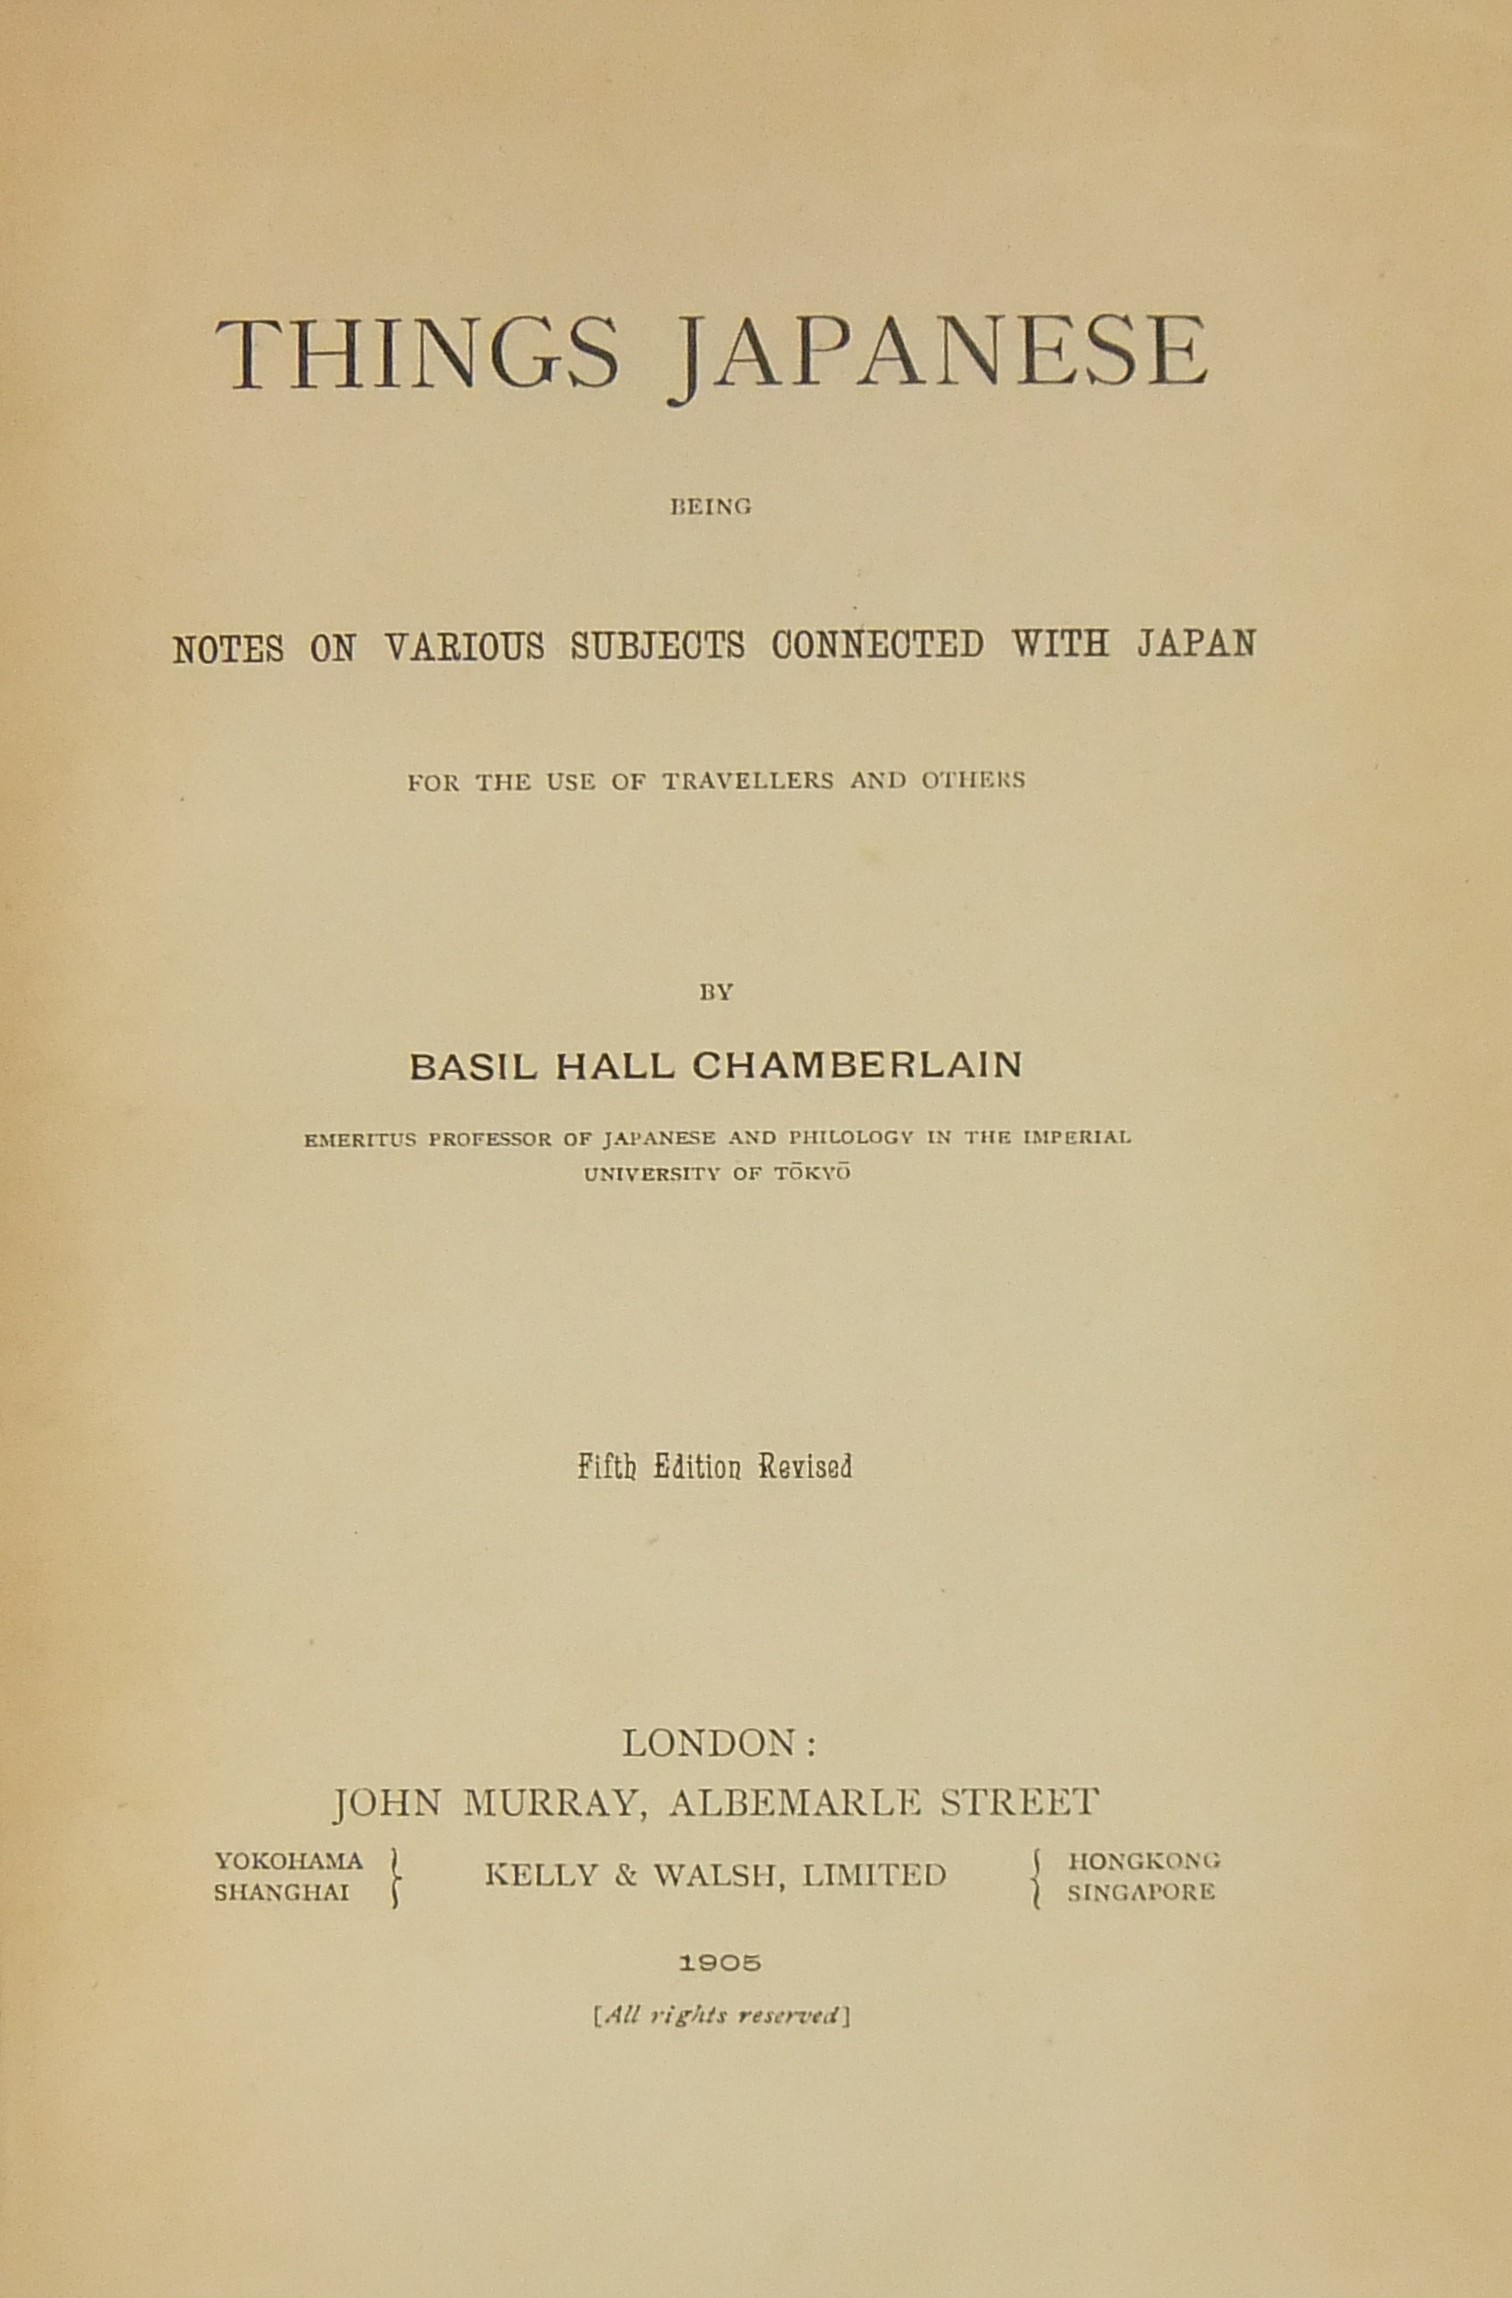 THINGS JAPANESE
BEING
NOTES ON VARIOUS SUBJECTS CONNECTED WITH JAPAN
FOR THE USE OF TRAVELLERS AND OTHERS
BY
BASIL HALL CHAMBERLAIN
EMERITUS PROFESSOR OF JAPANESE AND PHILOLOGY IN THE IMPERIAL
UNIVERSITY OF TŌKYŌ
Fifth Edition Revised
LONDON:
JOHN MURRAY, ALBEMARLE STREET
YOKOHAMA
SHANGHAI
} KELLY & WALSH, LIMITED {
HONGKONG
SINGAPORE
1905
[All rights reserved]